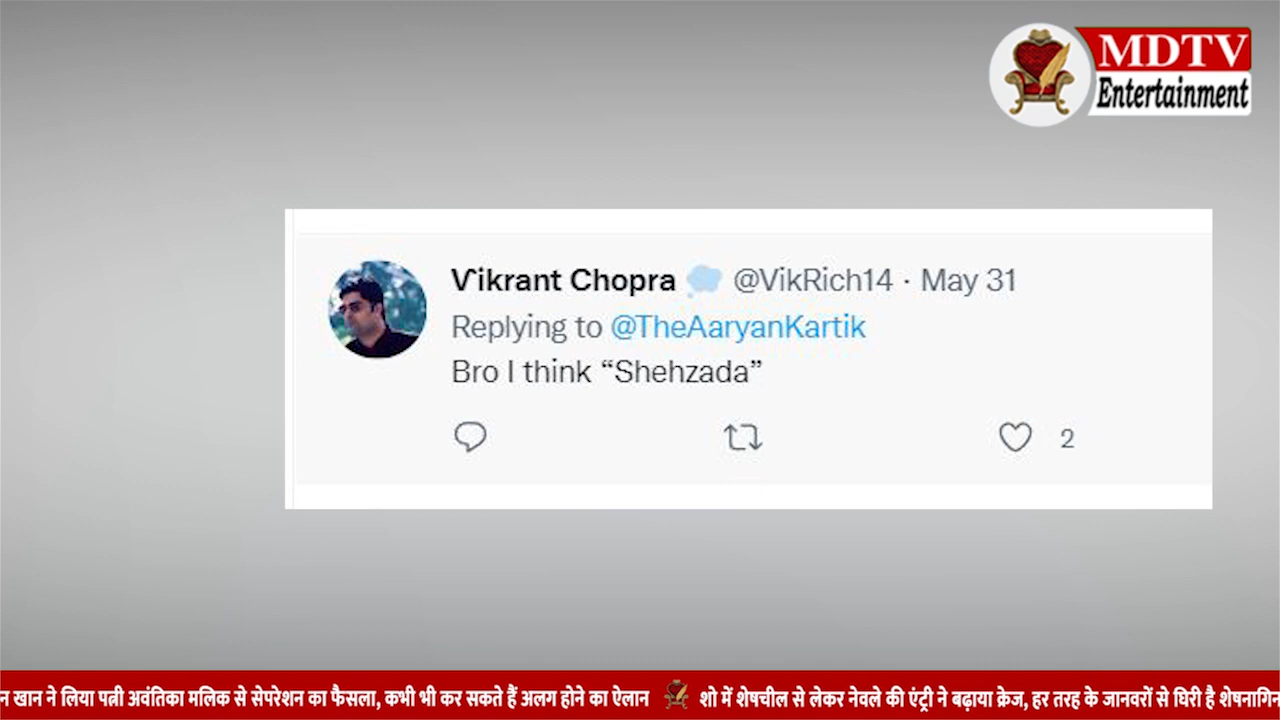 MDTV
Entertainment
Vikrant Chopra @VikRich14 · May 31
Replying to @TheAaryanKartik
Bro I think “Shehzada”
2
न खान ने लिया पत्नी अवंतिका मलिक से सेपरेशन का फैसला, कभी भी कर सकते हैं अलग होने का ऐलान शो में शेषचील से लेकर नेवले की एंट्री ने बढ़ाया क्रेज, हर तरह के जानवरों से घिरी है शेषनागिन